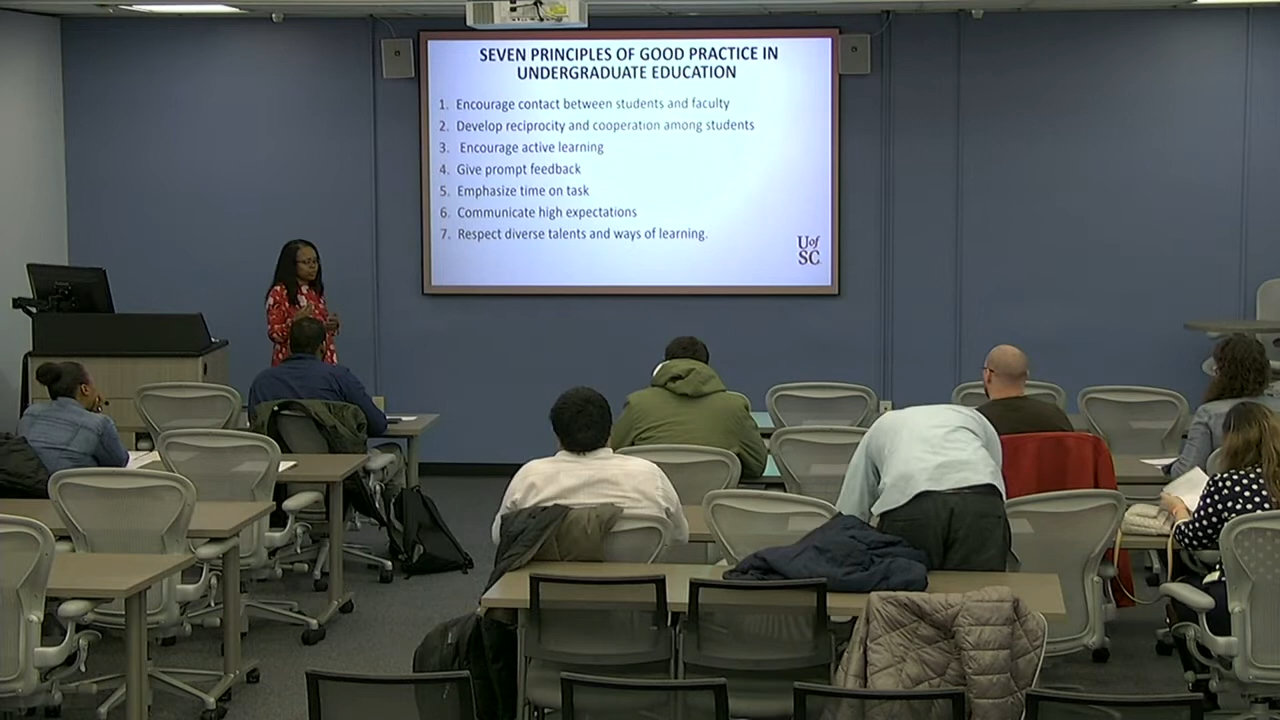 SEVEN PRINCIPLES OF GOOD PRACTICE IN
UNDERGRADUATE EDUCATION
1. Encourage contact between students and faculty
2. Develop reciprocity and cooperation among students
3. Encourage active learning
4. Give prompt feedback
5. Emphasize time on task
6. Communicate high expectations
7. Respect diverse talents and ways of learning.
Uof
SC